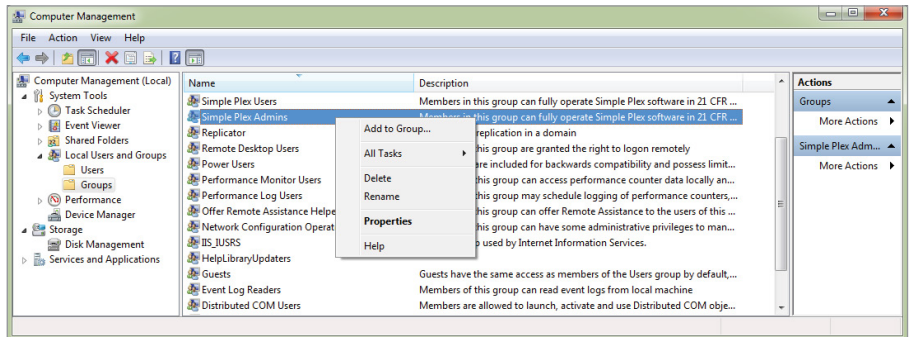 Computer Management
File Action View Help
Computer Management (Local)
System Tools
Task Scheduler
Event Viewer
Shared Folders
Local Users and Groups
Users
Groups
Performance
Device Manager
Storage
Disk Management
Services and Applications
Name Description
Simple Plex Users Members in this group can fully operate Simple Plex software in 21 CFR ...
Simple Plex Admins Members in this group can fully operate Simple Plex software in 21 CFR ...
Replicator replication in a domain
Remote Desktop Users this group are granted the right to logon remotely
Power Users are included for backwards compatibility and possess limit...
Performance Monitor Users this group can access performance counter data locally an...
Performance Log Users this group may schedule logging of performance counters,...
Offer Remote Assistance Helpe his group can offer Remote Assistance to the users of this ...
Network Configuration Operat his group can have some administrative privileges to man...
IIS_IUSRS used by Internet Information Services.
HelpLibraryUpdaters
Guests Guests have the same access as members of the Users group by default,...
Event Log Readers Members of this group can read event logs from local machine
Distributed COM Users Members are allowed to launch, activate and use Distributed COM obje...
Add to Group...
All Tasks
Delete
Rename
Properties
Help
Actions
Groups
More Actions
Simple Plex Adm...
More Actions